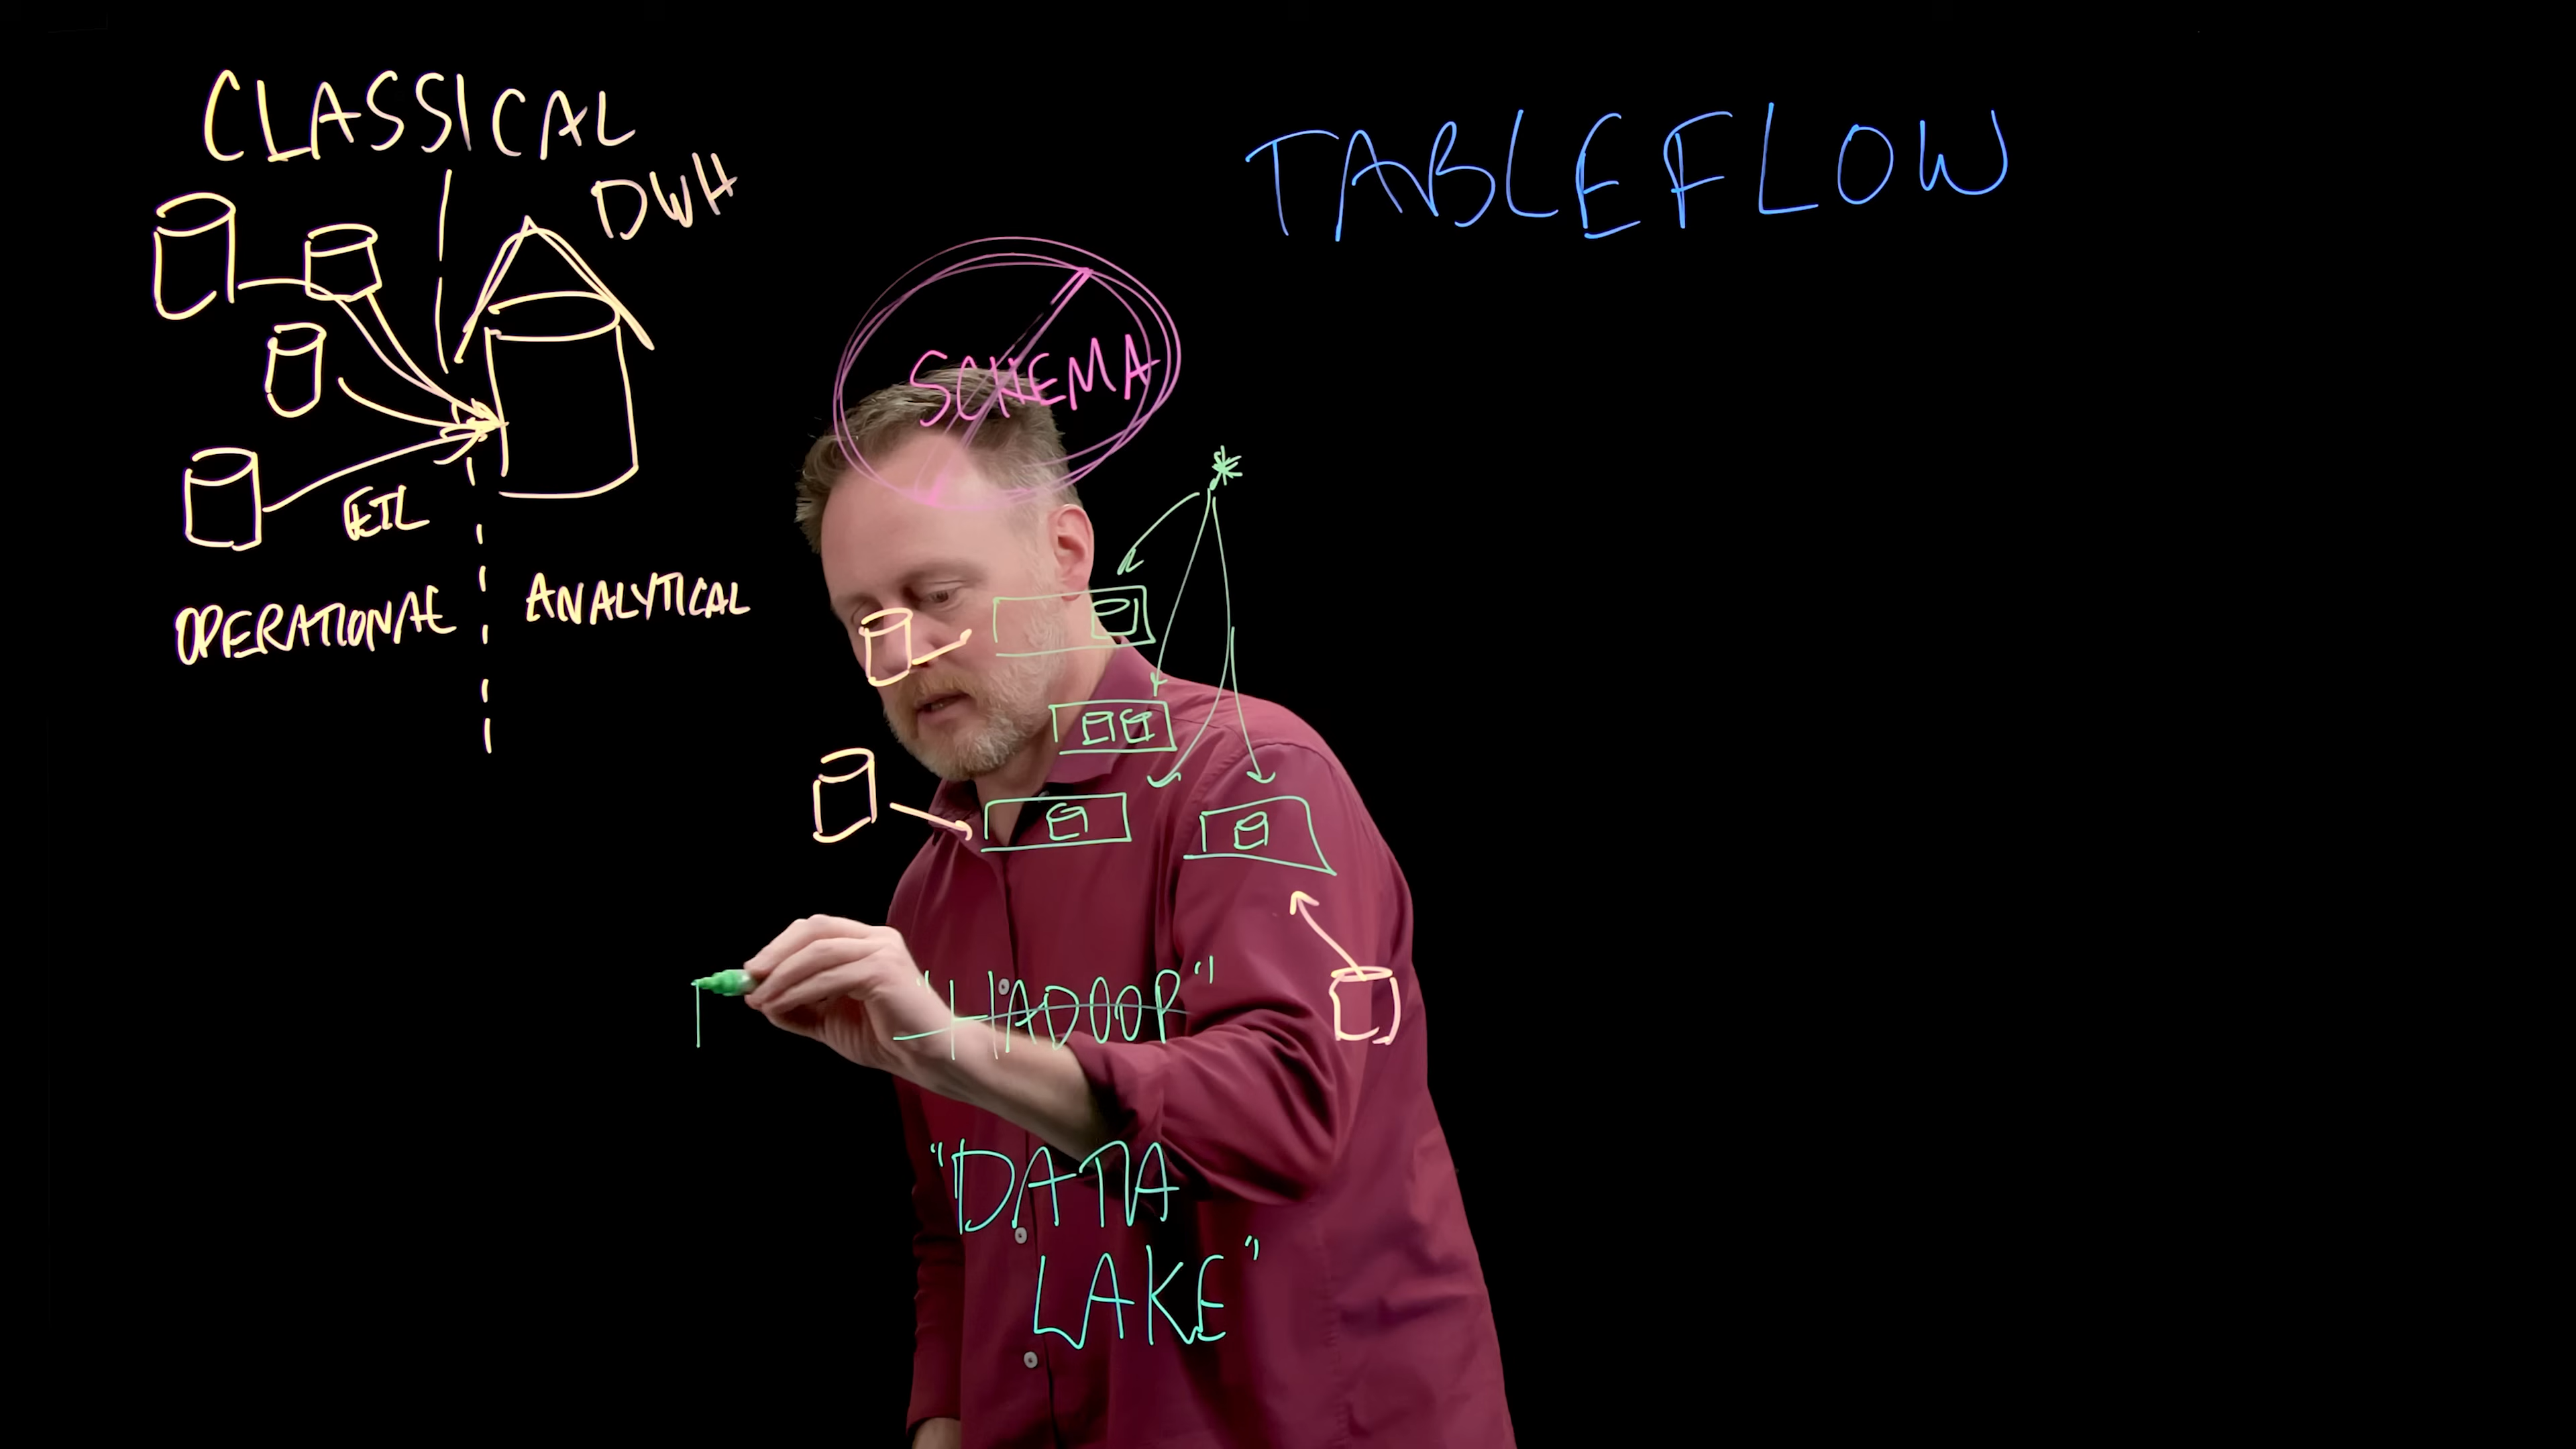 CLASSICAL
DWH
TABLEFLOW
SCHEMA
ETL
OPERATIONAL
ANALYTICAL
"HADOOP"
"DATA
LAKE"